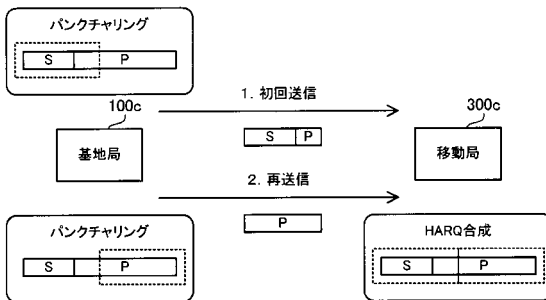 パンクチャリング
S P
100c
1. 初回送信
300c
基地局
S P
移動局
2. 再送信
P
パンクチャリング
S P
HARQ合成
S P